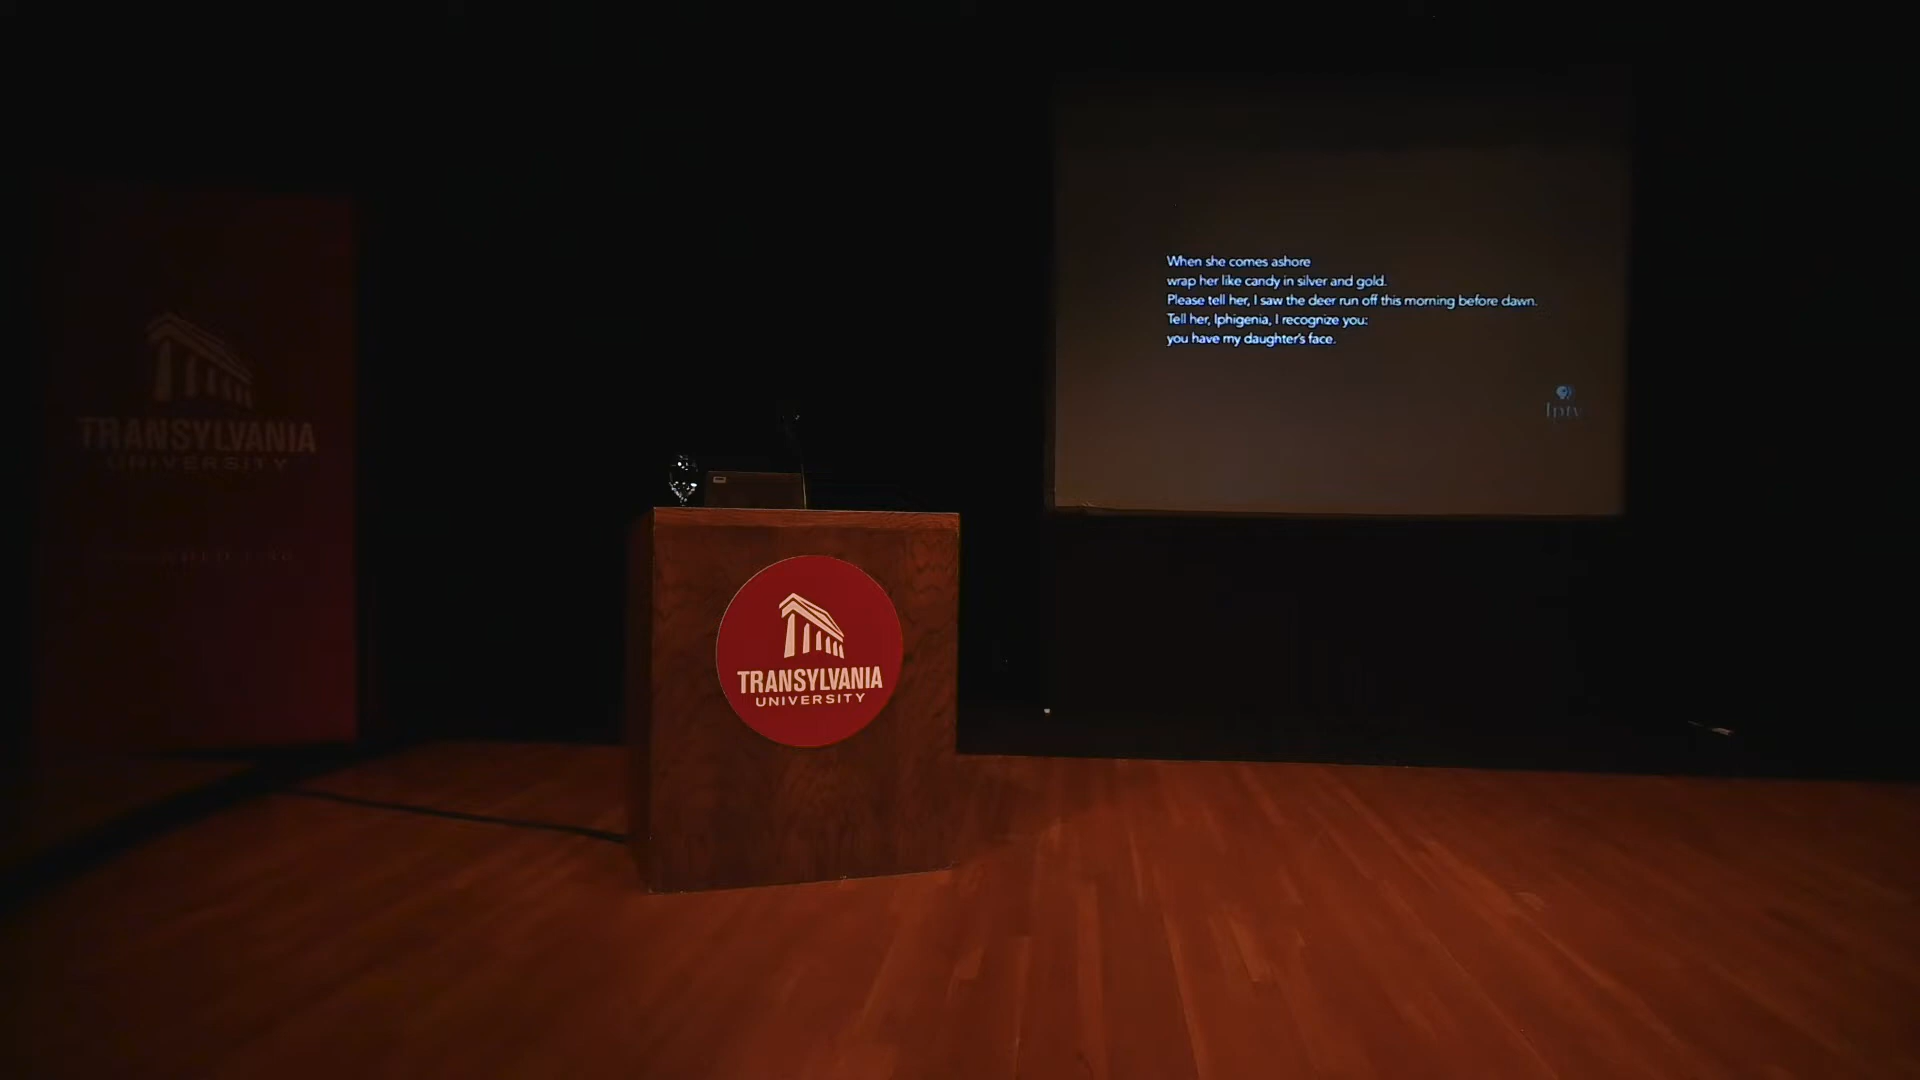 TRANSYLVANIA
UNIVERSITY
When she comes ashore
wrap her like candy in silver and gold.
Please tell her, I saw the deer run off this morning before dawn.
Tell her, Iphigenia, I recognize you:
you have my daughter's face.
Iptv
TRANSYLVANIA
UNIVERSITY